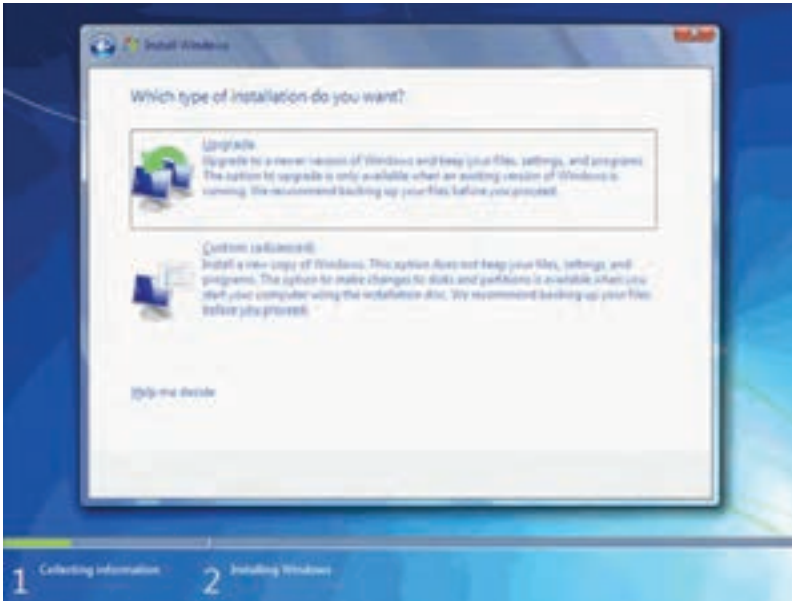 Install Windows
Which type of installation do you want?
Upgrade
Upgrade to a newer version of Windows and keep your files, settings, and programs.
The option to upgrade is only available when an existing version of Windows is
running. We recommend backing up your files before you proceed.
Custom (advanced)
Install a new copy of Windows. This option does not keep your files, settings, and
programs. The option to make changes to disks and partitions is available when you
start your computer using the installation disc. We recommend backing up your files
before you proceed.
Help me decide
1 Collecting information
2 Installing Windows